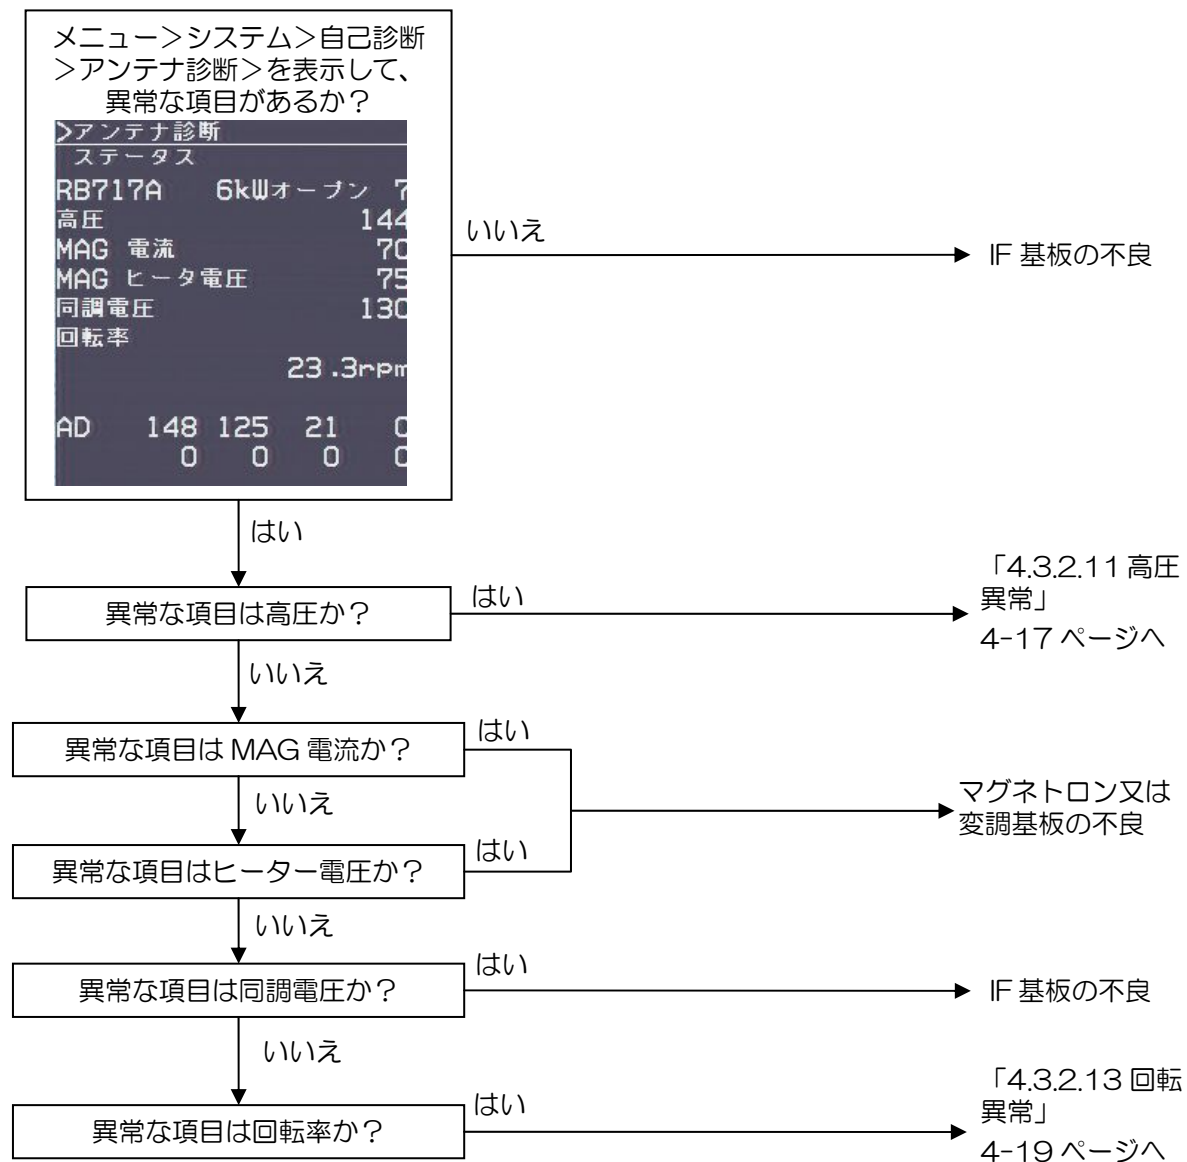 メニュー＞システム＞自己診断
＞アンテナ診断＞を表示して、
異常な項目があるか？
>アンテナ診断
ステータス
RB717A 6kWオープン 7
高圧 144
MAG 電流 70
MAG ヒータ電圧 75
同調電圧 130
回転率
23.3rpm
AD 148 125 21 0
0 0 0 0
いいえ
IF 基板の不良
はい
異常な項目は高圧か？
はい
「4.3.2.11 高圧
異常」
4-17 ページへ
いいえ
異常な項目は MAG 電流か？
はい
いいえ
マグネトロン又は
変調基板の不良
異常な項目はヒーター電圧か？
はい
いいえ
異常な項目は同調電圧か？
はい
IF 基板の不良
いいえ
異常な項目は回転率か？
はい
「4.3.2.13 回転
異常」
4-19 ページへ